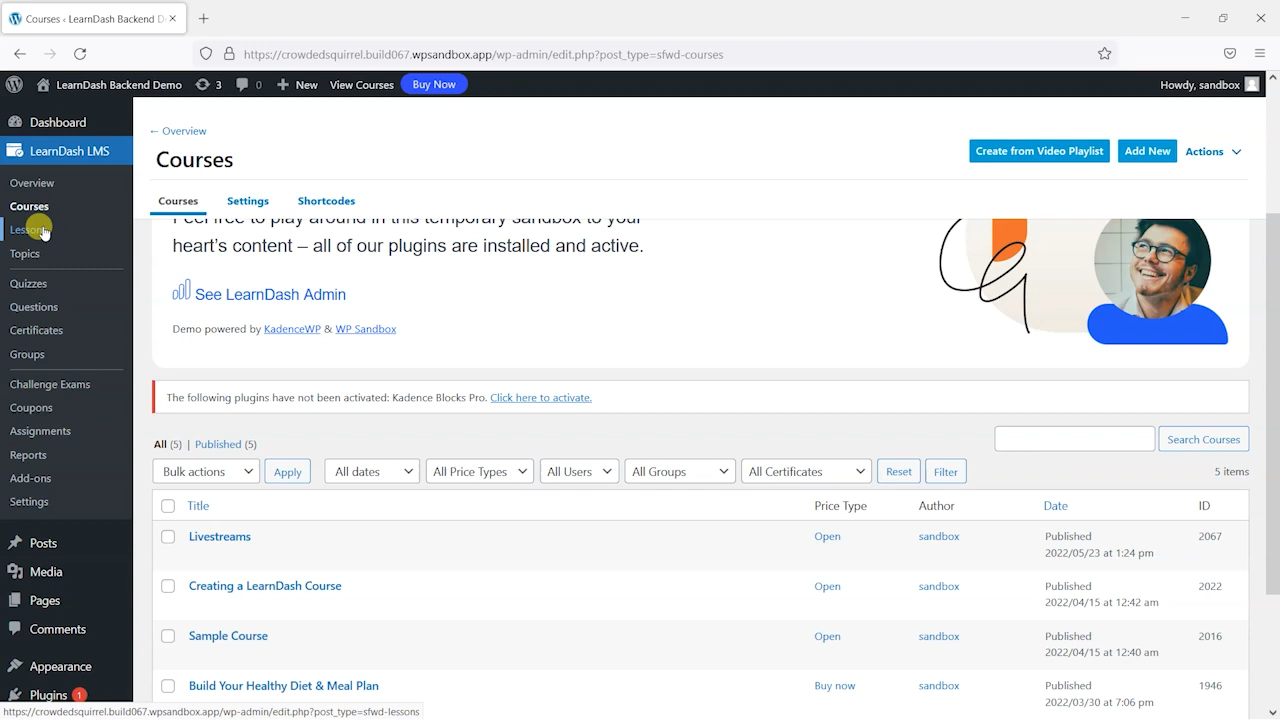 Courses ‹ LearnDash Backend D
https://crowdedsquirrel.build067.wpsandbox.app/wp-admin/edit.php?post_type=sfwd-courses
LearnDash Backend Demo 3 0 New View Courses Buy Now Howdy, sandbox
Dashboard
LearnDash LMS
Overview
Courses
Lessons
Topics
Quizzes
Questions
Certificates
Groups
Challenge Exams
Coupons
Assignments
Reports
Add-ons
Settings
Posts
Media
Pages
Comments
Appearance
Plugins 1
← Overview
Courses
Create from Video Playlist Add New Actions
Courses Settings Shortcodes
Feel free to play around in this temporary sandbox to your
heart's content – all of our plugins are installed and active.
See LearnDash Admin
Demo powered by KadenceWP & WP Sandbox
The following plugins have not been activated: Kadence Blocks Pro. Click here to activate.
All (5) | Published (5)
Search Courses
Bulk actions Apply All dates All Price Types All Users All Groups All Certificates Reset Filter 5 items
Title Price Type Author Date ID
Livestreams Open sandbox Published 2067
2022/05/23 at 1:24 pm
Creating a LearnDash Course Open sandbox Published 2022
2022/04/15 at 12:42 am
Sample Course Open sandbox Published 2016
2022/04/15 at 12:40 am
Build Your Healthy Diet & Meal Plan Buy now sandbox Published 1946
2022/03/30 at 7:06 pm
https://crowdedsquirrel.build067.wpsandbox.app/wp-admin/edit.php?post_type=sfwd-lessons